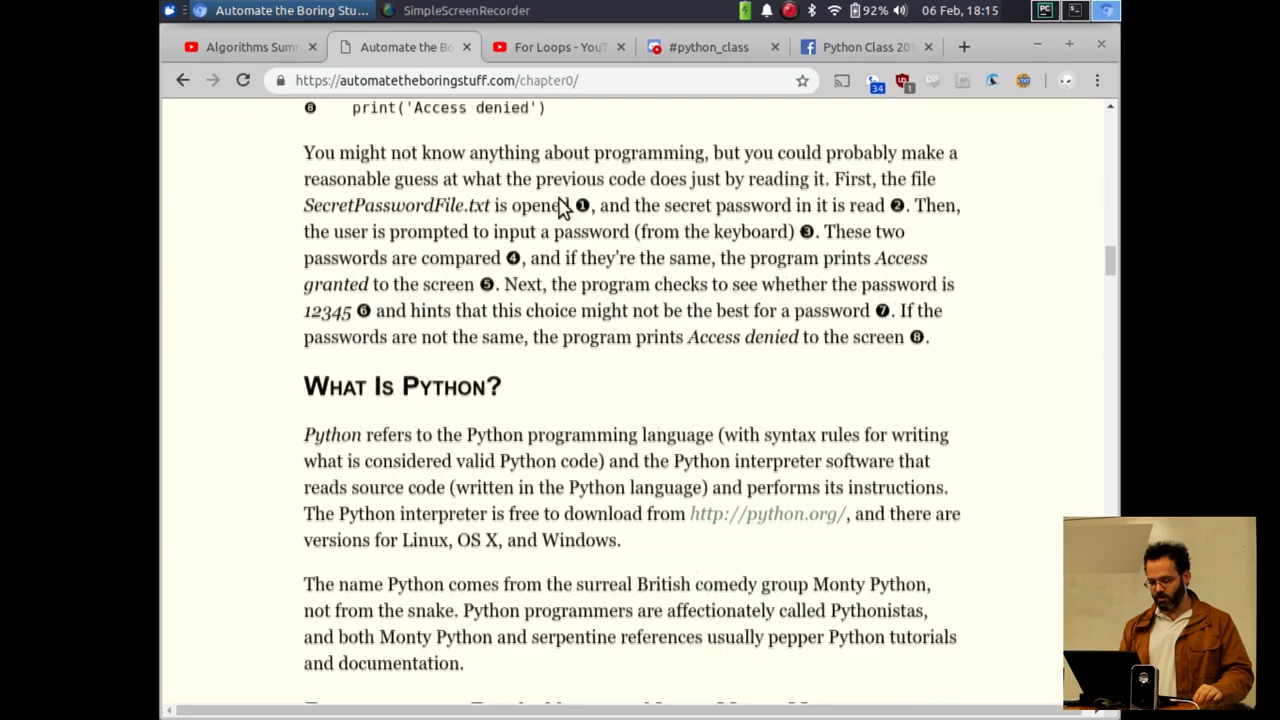 Automate the Boring Stu...
SimpleScreenRecorder
92%
06 Feb, 18:15
Algorithms Sum
Automate the Bo
For Loops - YouT
#python_class
Python Class 201
https://automatetheboringstuff.com/chapter0/
34
1
❽ print('Access denied')
You might not know anything about programming, but you could probably make a
reasonable guess at what the previous code does just by reading it. First, the file
SecretPasswordFile.txt is opened ❶, and the secret password in it is read ❷. Then,
the user is prompted to input a password (from the keyboard) ❸. These two
passwords are compared ❹, and if they’re the same, the program prints Access
granted to the screen ❺. Next, the program checks to see whether the password is
12345 ❻ and hints that this choice might not be the best for a password ❼. If the
passwords are not the same, the program prints Access denied to the screen ❽.
WHAT IS PYTHON?
Python refers to the Python programming language (with syntax rules for writing
what is considered valid Python code) and the Python interpreter software that
reads source code (written in the Python language) and performs its instructions.
The Python interpreter is free to download from http://python.org/, and there are
versions for Linux, OS X, and Windows.
The name Python comes from the surreal British comedy group Monty Python,
not from the snake. Python programmers are affectionately called Pythonistas,
and both Monty Python and serpentine references usually pepper Python tutorials
and documentation.